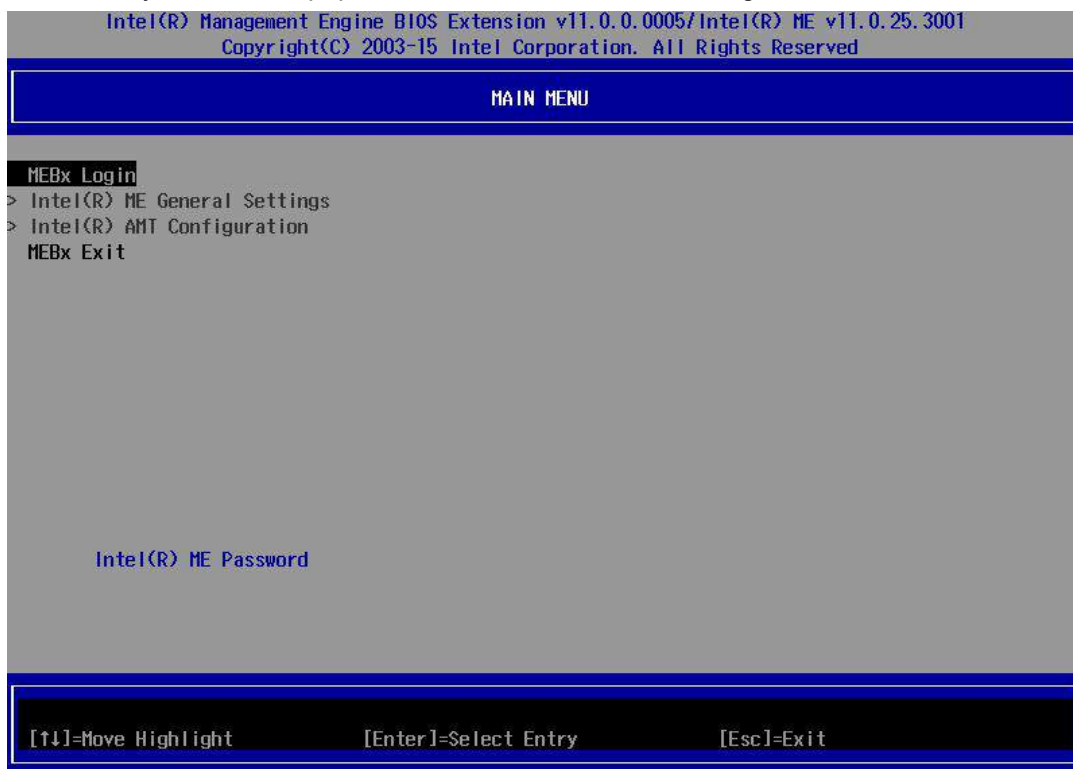 Intel(R) Management Engine BIOS Extension v11.0.0.0005/Intel(R) ME v11.0.25.3001
Copyright(C) 2003-15 Intel Corporation. All Rights Reserved
MAIN MENU
MEBx Login
> Intel(R) ME General Settings
> Intel(R) AMT Configuration
MEBx Exit
Intel(R) ME Password
[↑↓]=Move Highlight [Enter]=Select Entry [Esc]=Exit